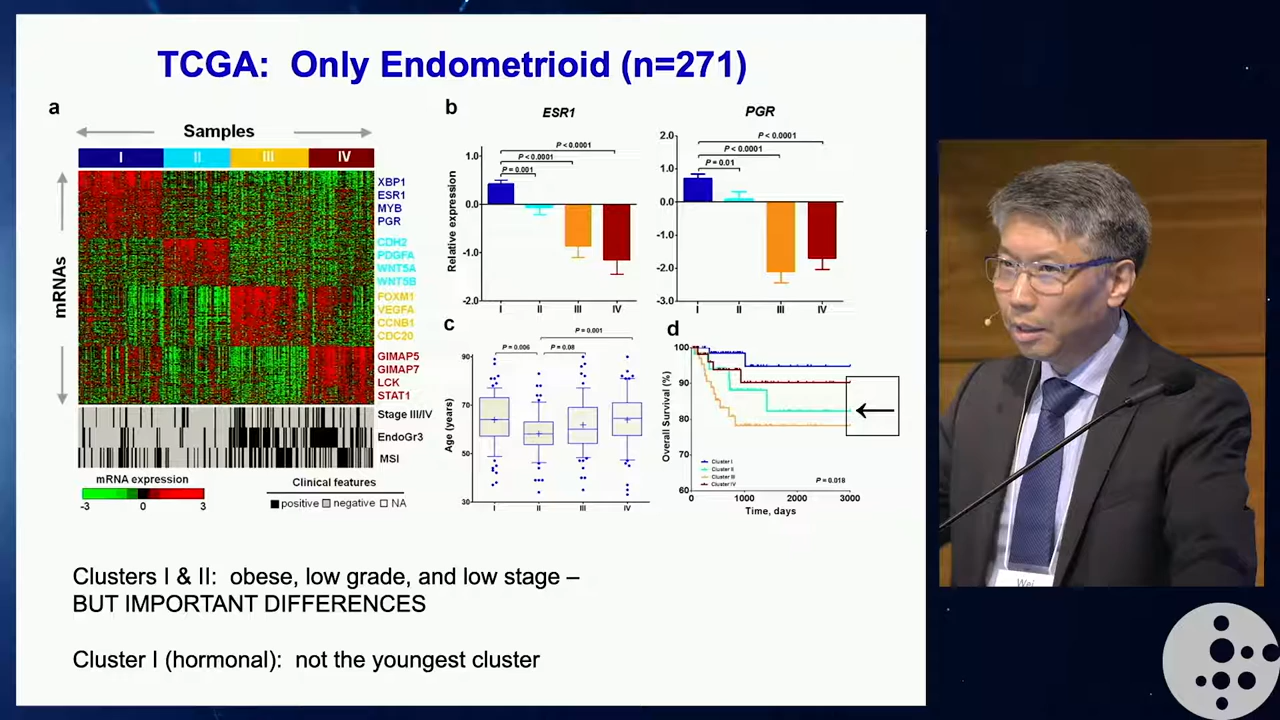 TCGA: Only Endometrioid (n=271)
a
Samples
I II III IV
mRNAs
XBP1
ESR1
MYB
PGR
CDH2
PDGFA
WNT5A
WNT5B
FOXM1
VEGFA
CCNB1
CDC20
GIMAP5
GIMAP7
LCK
STAT1
Stage III/IV
EndoGr3
MSI
mRNA expression
-3 0 3
Clinical features
positive negative NA
b
ESR1
P < 0.0001
P < 0.0001
P = 0.001
Relative expression
1.0
0.0
-1.0
-2.0
I II III IV
PGR
P < 0.0001
P < 0.0001
P = 0.01
2.0
1.0
0.0
-1.0
-2.0
-3.0
I II III IV
c
P = 0.001
P = 0.006 P = 0.08
Age (years)
90
70
50
30
I II III IV
d
Overall Survival (%)
100
90
80
70
60
Cluster I
Cluster II
Cluster III
Cluster IV
P = 0.018
0 1000 2000 3000
Time, days
Clusters I & II: obese, low grade, and low stage –
BUT IMPORTANT DIFFERENCES
Cluster I (hormonal): not the youngest cluster
Wei